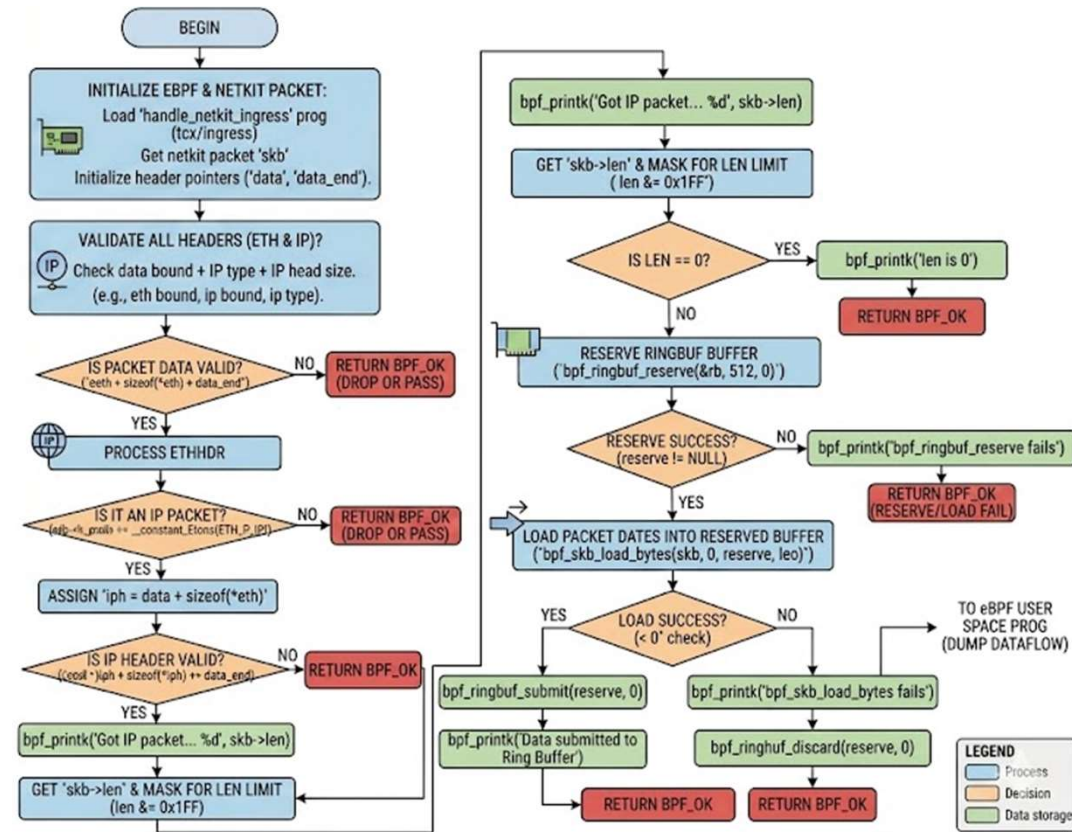 BEGIN
INITIALIZE EBPF & NETKIT PACKET:
Load 'handle_netkit_ingress' prog
(tcx/ingress)
Get netkit packet 'skb'
Initialize header pointers ('data', 'data_end').
VALIDATE ALL HEADERS (ETH & IP)?
IP
Check data bound + IP type + IP head size.
(e.g., eth bound, ip bound, ip type).
IS PACKET DATA VALID?
("eeth + sizeof(*eth) + data_end")
NO
RETURN BPF_OK
(DROP OR PASS)
YES
IP
PROCESS ETHHDR
IS IT AN IP PACKET?
__constant_Etons(ETH_P_IP)
NO
RETURN BPF_OK
(DROP OR PASS)
YES
ASSIGN 'iph = data + sizeof(*eth)'
IS IP HEADER VALID?
+ sizeof(*iph) ++ data_end)
NO
RETURN BPF_OK
YES
bpf_printk('Got IP packet... %d', skb->len)
GET 'skb->len' & MASK FOR LEN LIMIT
(len &= 0x1FF)
bpf_printk('Got IP packet... %d', skb->len)
GET 'skb->len' & MASK FOR LEN LIMIT
( len &= 0x1FF")
IS LEN == 0?
YES
bpf_printk('len is 0')
RETURN BPF_OK
NO
RESERVE RINGBUF BUFFER
("bpf_ringbuf_reserve(&rb, 512, 0)")
RESERVE SUCCESS?
(reserve != NULL)
NO
bpf_printk('bpf_ringbuf_reserve fails")
RETURN BPF_OK
(RESERVE/LOAD FAIL)
YES
LOAD PACKET DATES INTO RESERVED BUFFER
("bpf_skb_load_bytes(skb, 0, reserve, leo)")
LOAD SUCCESS?
(< 0" check)
YES
NO
TO eBPF USER
SPACE PROG
(DUMP DATAFLOW)
bpf_ringbuf_submit(reserve, 0)
bpf_printk('bpf_skb_load_bytes fails")
bpf_printk('Data submitted to
Ring Buffer')
bpf_ringhuf_discard(reserve, 0)
RETURN BPF_OK
RETURN BPF_OK
LEGEND
Process
Decision
Data storage